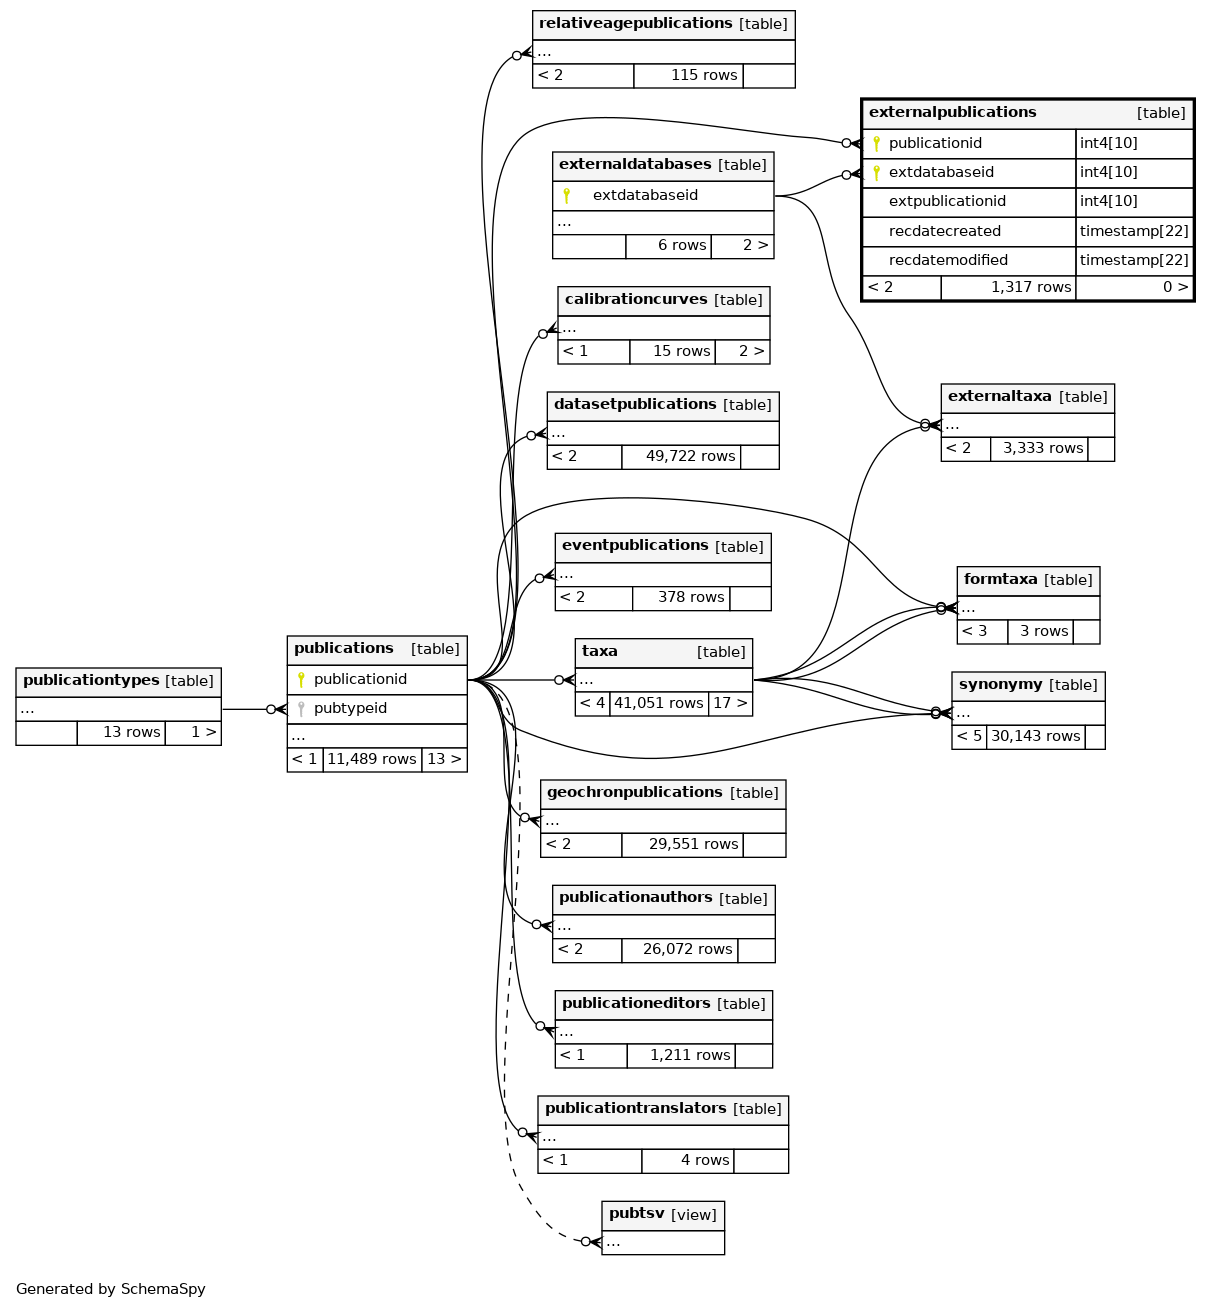 relativeagepublications [table]
...
< 2 115 rows
externalpublications [table]
publicationid int4[10]
extdatabaseid int4[10]
extpublicationid int4[10]
recdatecreated timestamp[22]
recdatemodified timestamp[22]
< 2 1,317 rows 0 >
externaldatabases [table]
extdatabaseid
...
6 rows 2 >
calibrationcurves [table]
...
< 1 15 rows 2 >
datasetpublications [table]
...
< 2 49,722 rows
externaltaxa [table]
...
< 2 3,333 rows
eventpublications [table]
...
< 2 378 rows
formtaxa [table]
...
< 3 3 rows
publications [table]
publicationid
pubtypeid
...
< 1 11,489 rows 13 >
taxa [table]
...
< 4 41,051 rows 17 >
publicationtypes [table]
...
13 rows 1 >
synonymy [table]
...
< 5 30,143 rows
geochronpublications [table]
...
< 2 29,551 rows
publicationauthors [table]
...
< 2 26,072 rows
publicationeditors [table]
...
< 1 1,211 rows
publicationtranslators [table]
...
< 1 4 rows
pubtsv [view]
...
Generated by SchemaSpy